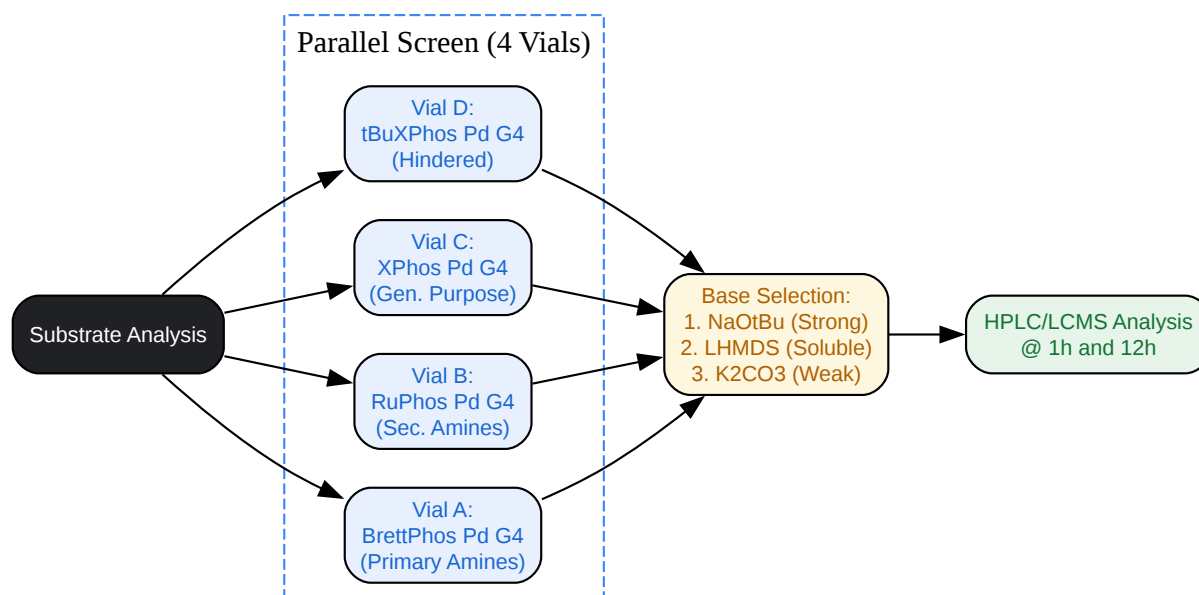 Parallel Screen (4 Vials)
Vial D:
tBuXPhos Pd G4
(Hindered)
Vial C:
XPhos Pd G4
(Gen. Purpose)
Substrate Analysis
Vial B:
RuPhos Pd G4
(Sec. Amines)
Vial A:
BrettPhos Pd G4
(Primary Amines)
Base Selection:
1. NaOtBu (Strong)
2. LHMDS (Soluble)
3. K2CO3 (Weak)
HPLC/LCMS Analysis
@ 1h and 12h